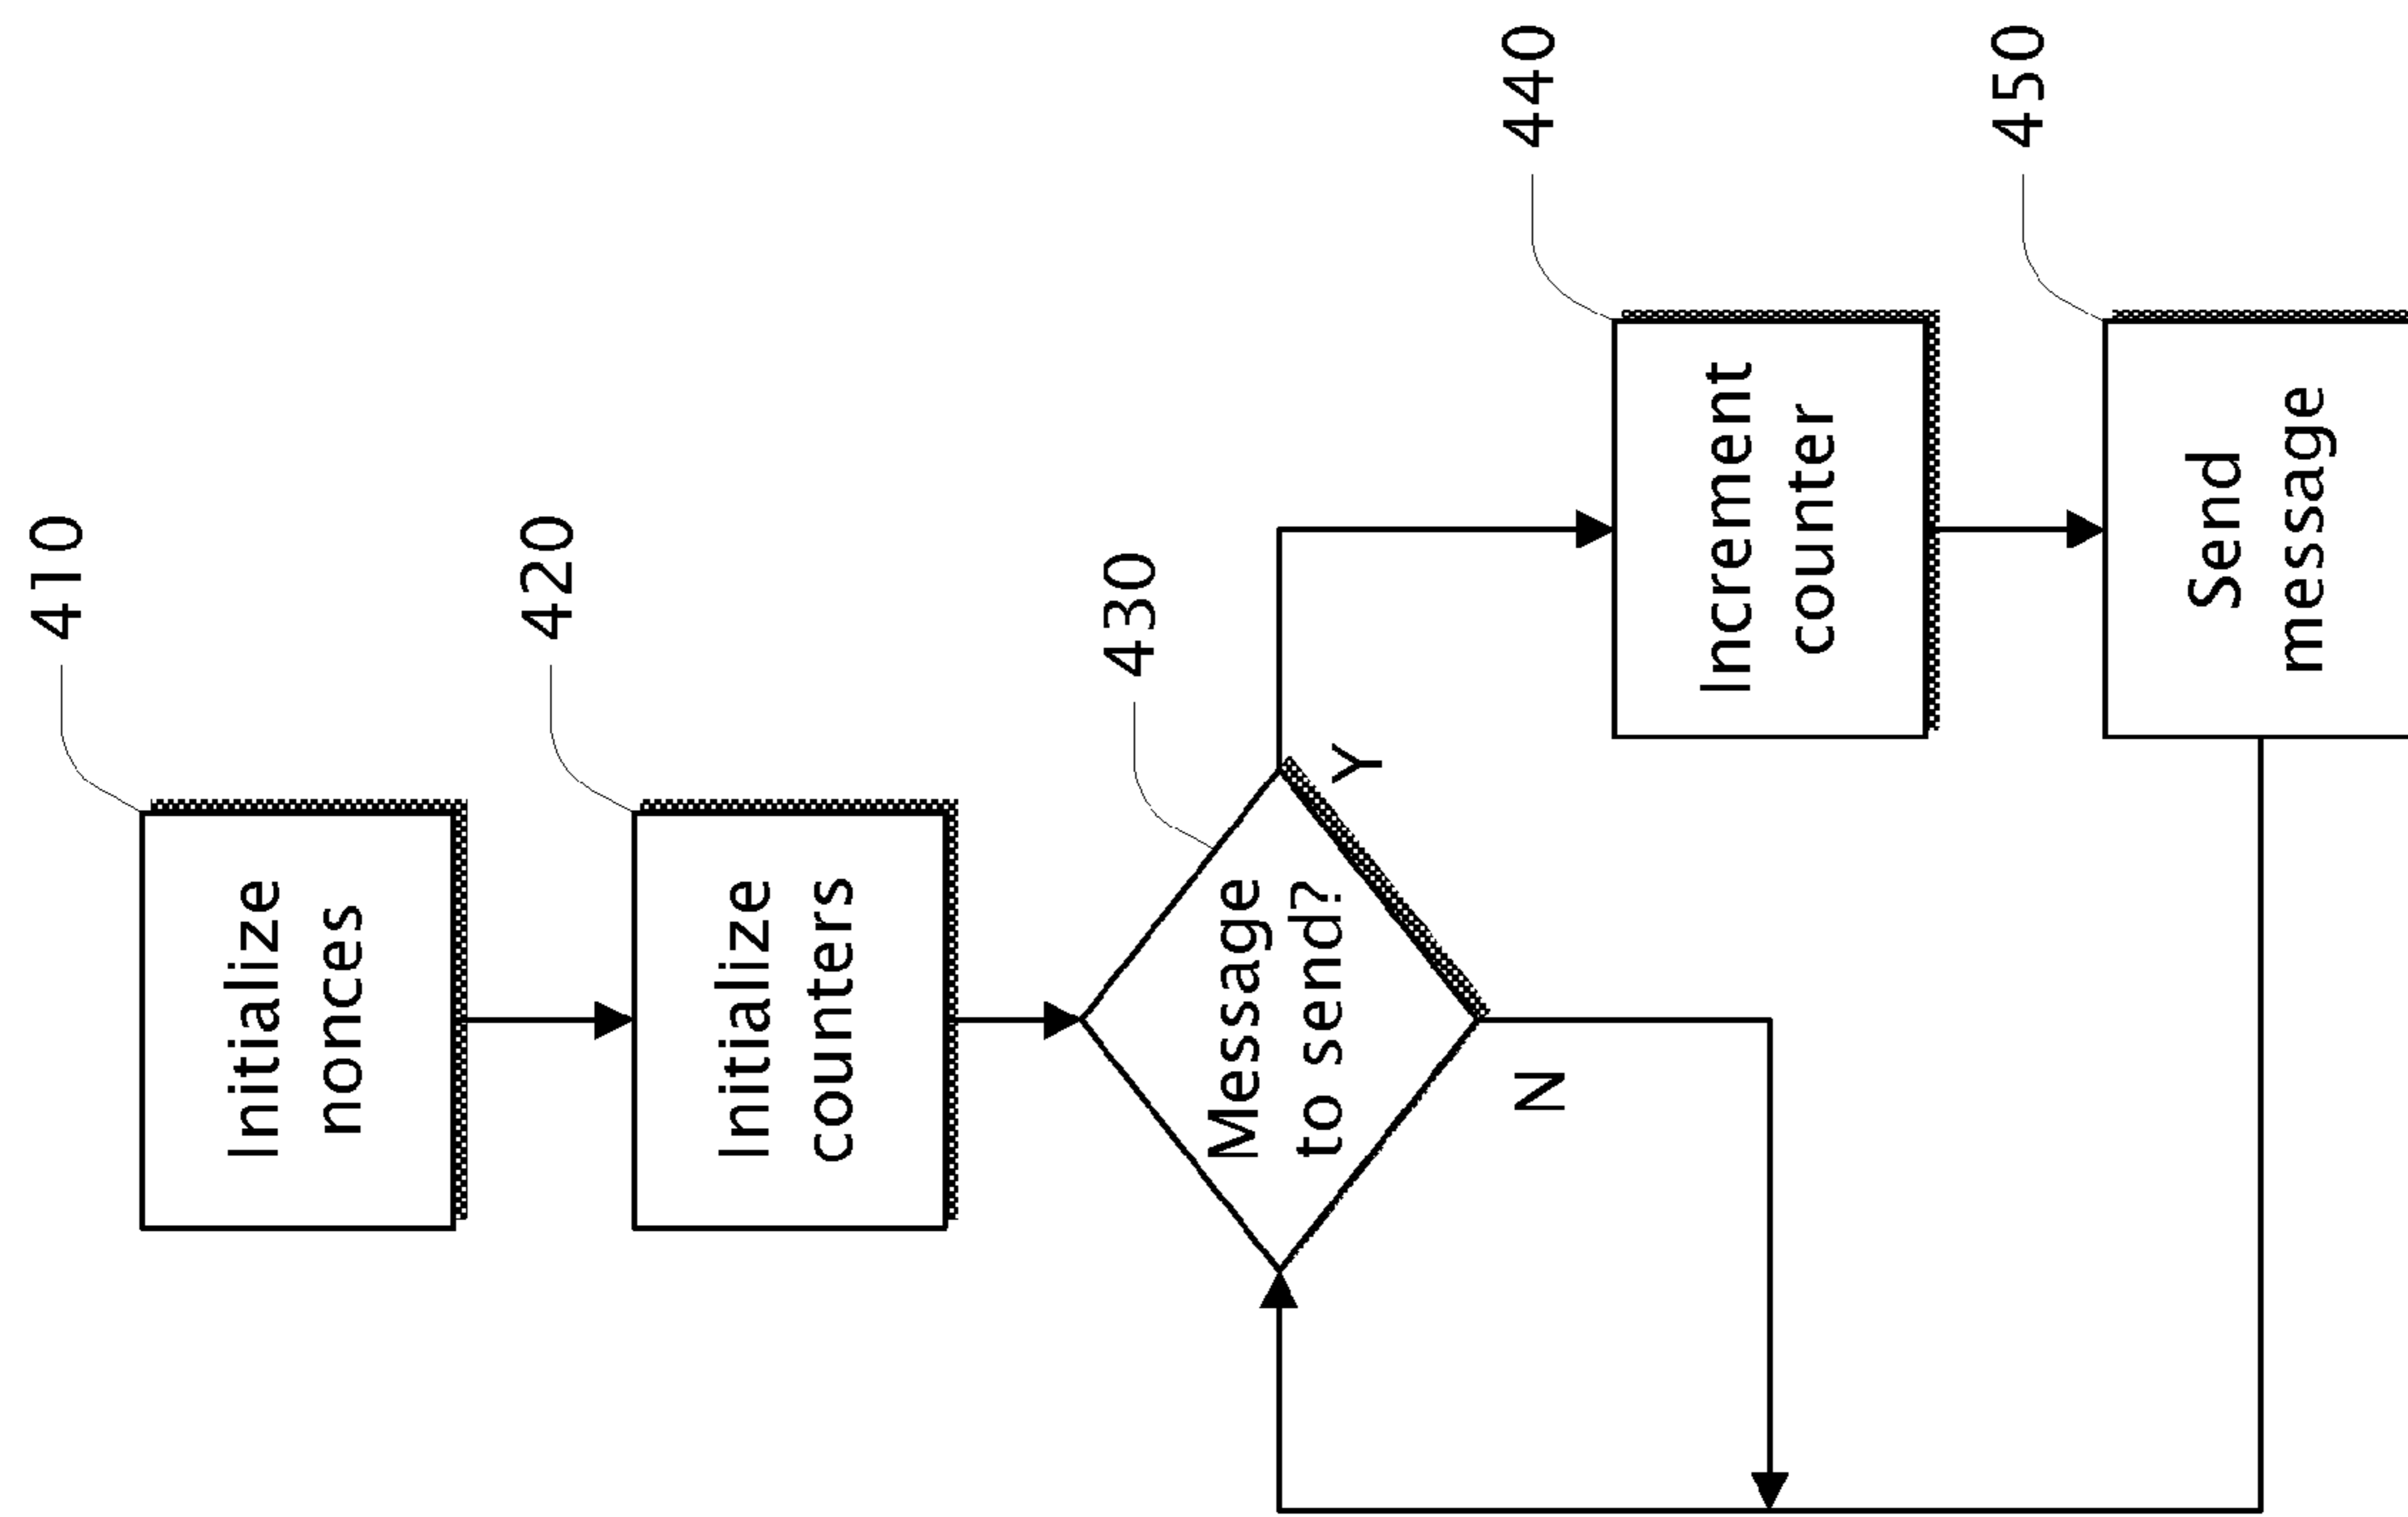 410
Initialize
nonces
420
Initialize
counters
430
Message
to send?
Y
N
440
Increment
counter
450
Send
message